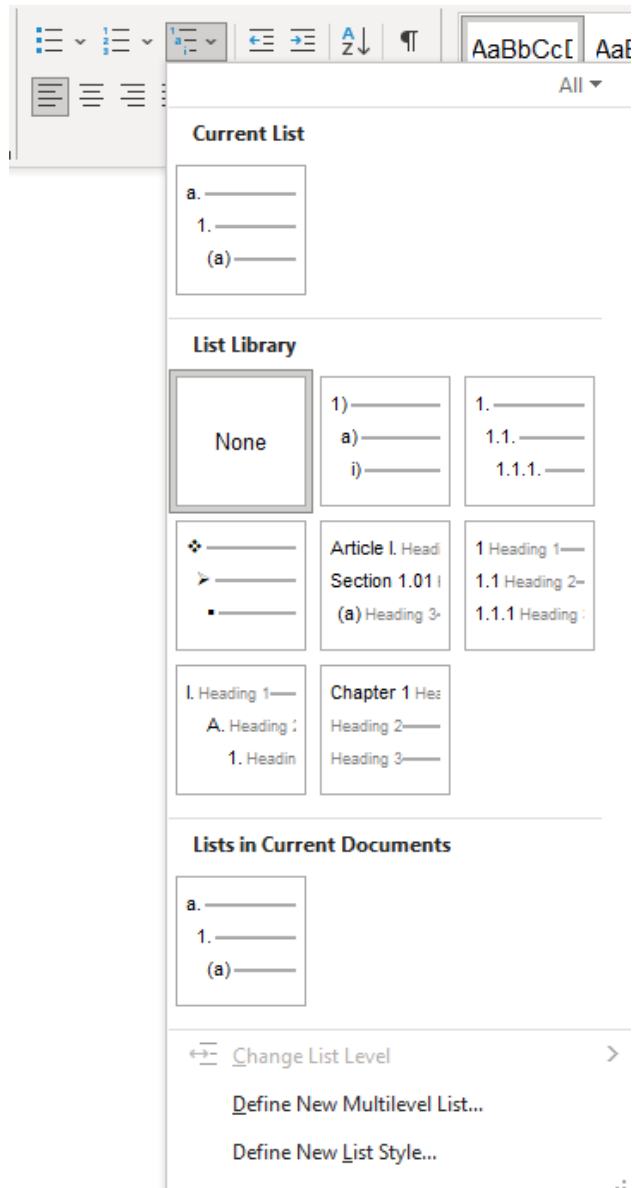 AaBbCcD AaB
All
Current List
a.
1.
(a)
List Library
None
1)
a)
i)
1.
1.1.
1.1.1.
Article I. Headi
Section 1.01 H
(a) Heading 3
1 Heading 1
1.1 Heading 2
1.1.1 Heading 3
I. Heading 1
A. Heading 2
1. Headin
Chapter 1 Hea
Heading 2
Heading 3
Lists in Current Documents
a.
1.
(a)
Change List Level
Define New Multilevel List...
Define New List Style...